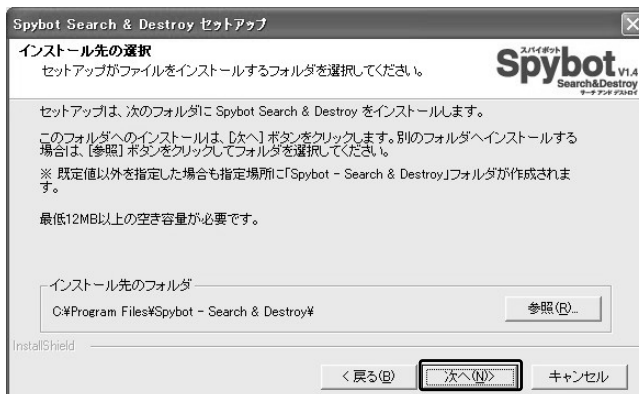 Spybot Search & Destroy セットアップ
インストール先の選択
セットアップがファイルをインストールするフォルダを選択してください。
スパイボット
Spybot V1.4
Search&Destroy
サーチ アンド デストロイ
セットアップは、次のフォルダに Spybot Search & Destroy をインストールします。
このフォルダへのインストールは、[次へ] ボタンをクリックします。別のフォルダへインストールする
場合は、[参照] ボタンをクリックしてフォルダを選択してください。
※ 既定値以外を指定した場合も指定場所に「Spybot - Search & Destroy」フォルダが作成されま
す。
最低12MB以上の空き容量が必要です。
インストール先のフォルダ
C:¥Program Files¥Spybot - Search & Destroy¥
参照(R)...
InstallShield
< 戻る(B)
次へ(N)>
キャンセル